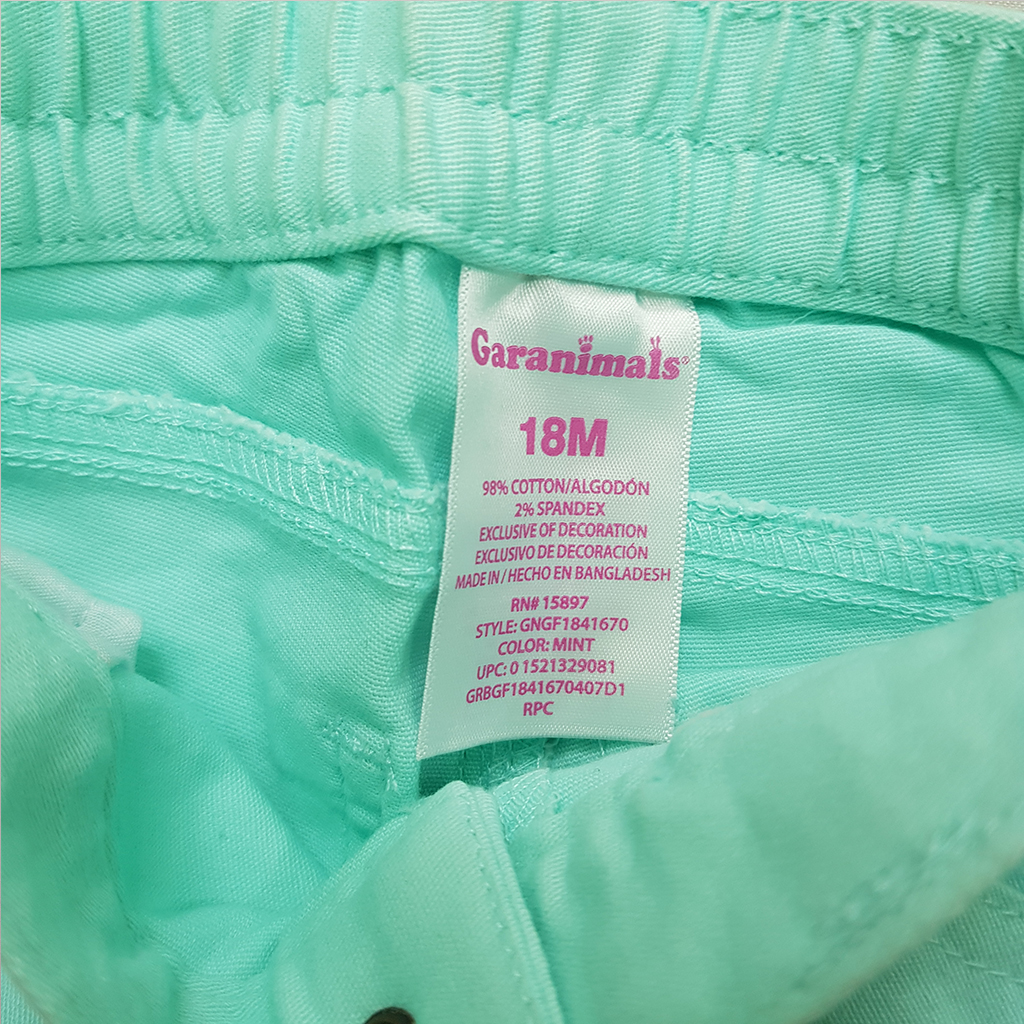 Garanimals®
18M
98% COTTON/ALGODÓN
2% SPANDEX
EXCLUSIVE OF DECORATION
EXCLUSIVO DE DECORACIÓN
MADE IN / HECHO EN BANGLADESH
RN# 15897
STYLE: GNGF1841670
COLOR: MINT
UPC: 0 1521329081
GRBGF1841670407D1
RPC